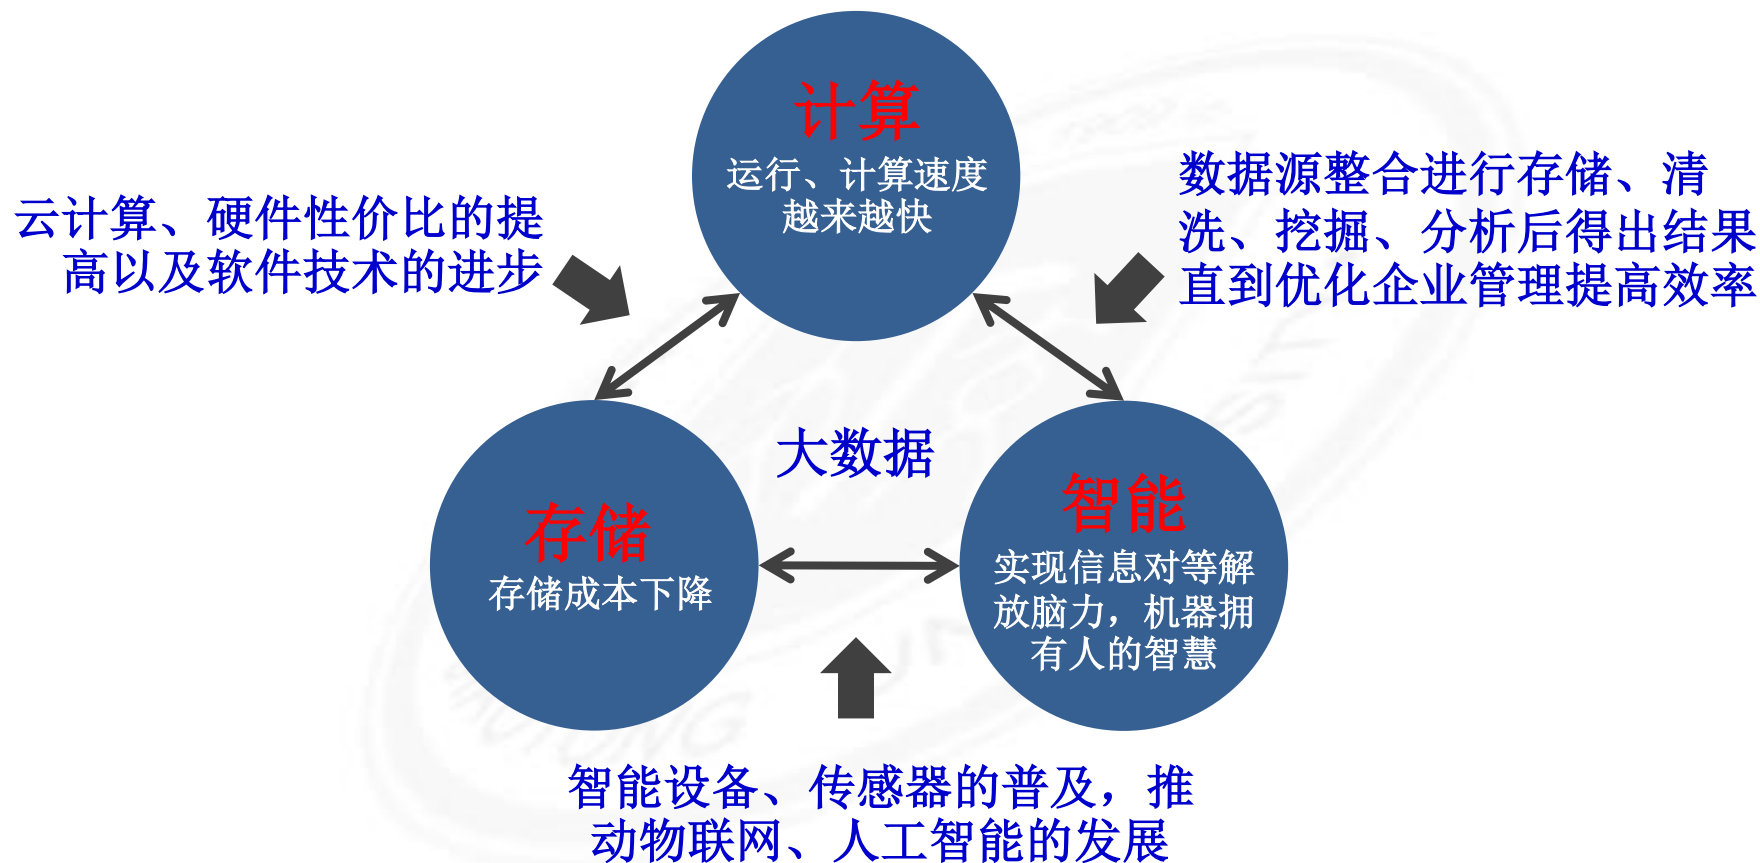 计算
运行、计算速度
越来越快
云计算、硬件性价比的提
高以及软件技术的进步
数据源整合进行存储、清
洗、挖掘、分析后得出结果
直到优化企业管理提高效率
大数据
存储
存储成本下降
智能
实现信息对等解
放脑力，机器拥
有人的智慧
智能设备、传感器的普及，推
动物联网、人工智能的发展